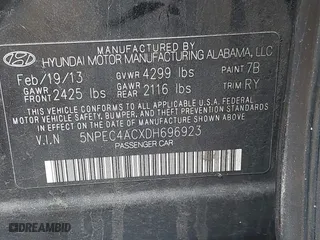 MANUFACTURED BY
HYUNDAI MOTOR MANUFACTURING ALABAMA, LLC
Feb/19/13 GVWR 4299 lbs PAINT 7B
GAWR FRONT 2425 lbs GAWR REAR 2116 lbs TRIM RY
THIS VEHICLE CONFORMS TO ALL APPLICABLE FEDERAL
MOTOR VEHICLE SAFETY, BUMPER, AND THEFT PREVENTION
STANDARDS IN EFFECT ON THE DATE OF MANUFACTURE SHOWN ABOVE.
V.I.N 5NPEC4ACXDH696923
PASSENGER CAR
DREAMBID